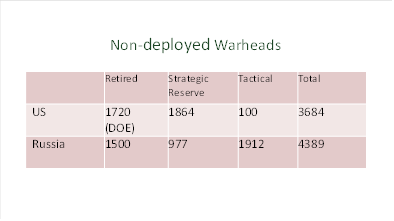 Non-deployed Warheads
Retired Strategic Reserve Tactical Total
US 1720 (DOE) 1864 100 3684
Russia 1500 977 1912 4389